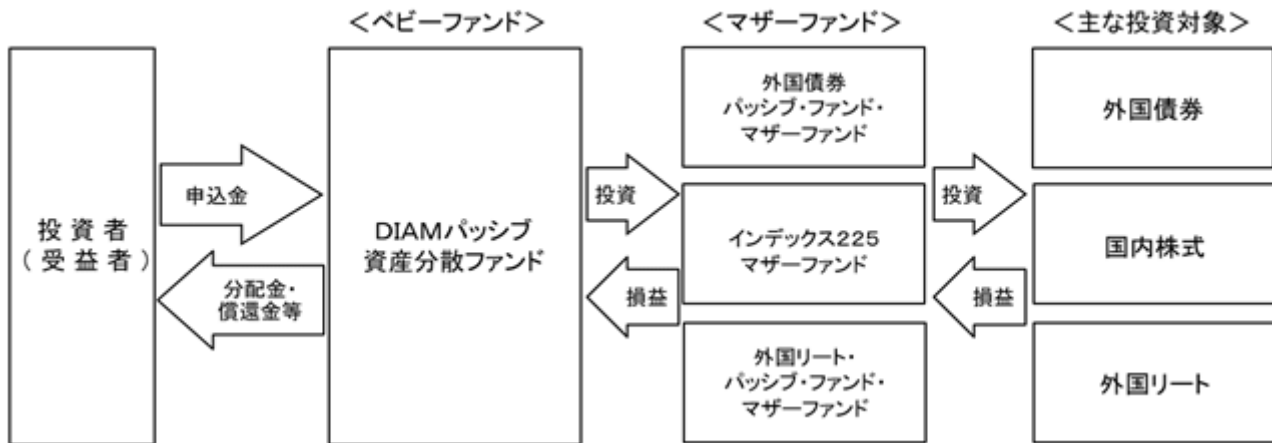 ＜ベビーファンド＞
＜マザーファンド＞
＜主な投資対象＞
投 資 者
（ 受 益 者 ）
申込金
分配金・
償還金等
DIAMパッシブ
資産分散ファンド
投資
損益
外国債券
パッシブ・ファンド・
マザーファンド
インデックス２２５
マザーファンド
外国リート・
パッシブ・ファンド・
マザーファンド
投資
損益
外国債券
国内株式
外国リート